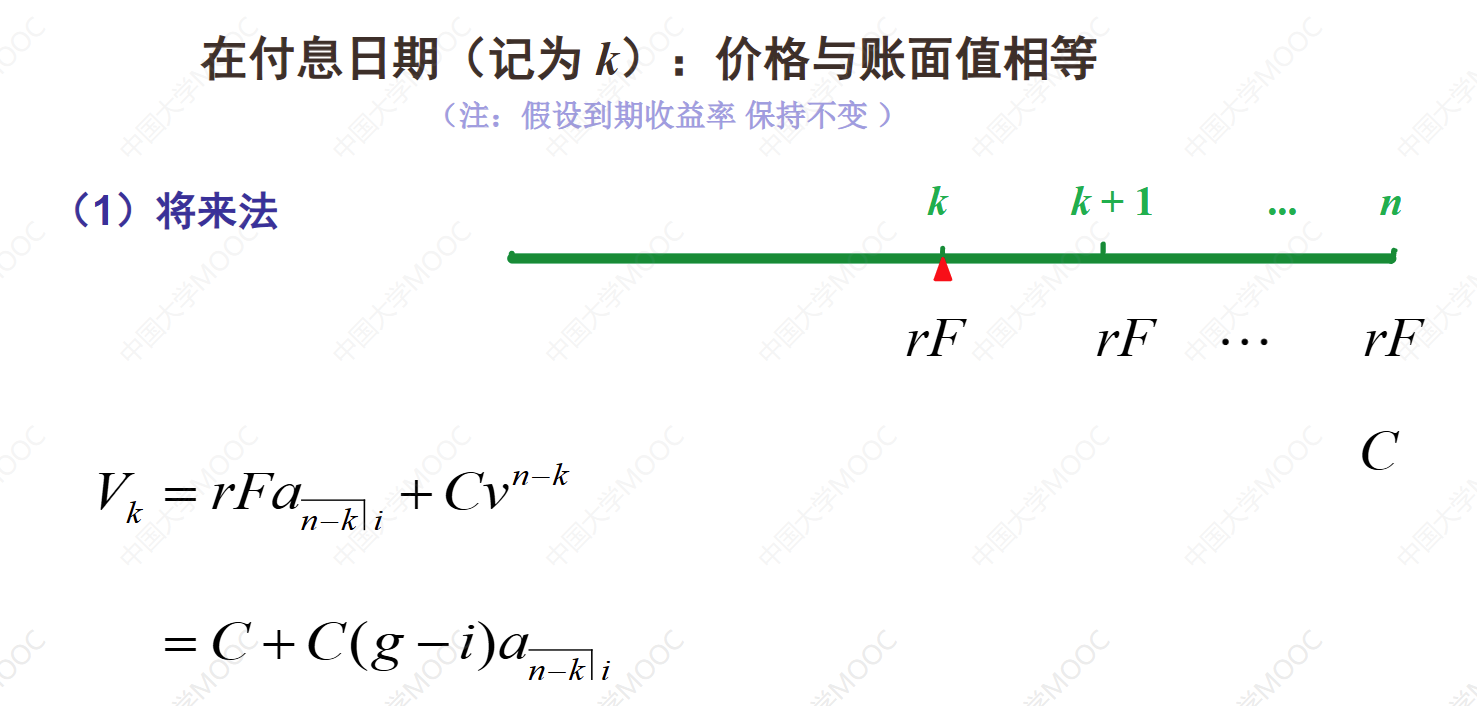 在付息日期（记为 k）：价格与账面值相等
（注：假设到期收益率 保持不变 ）
（1）将来法
k k + 1 ... n
rF rF ⋯ rF
C
V_k = rFa_{\overline{n-k}|i} + Cv^{n-k}
= C + C(g − i)a_{\overline{n-k}|i}
中国大学MOOC